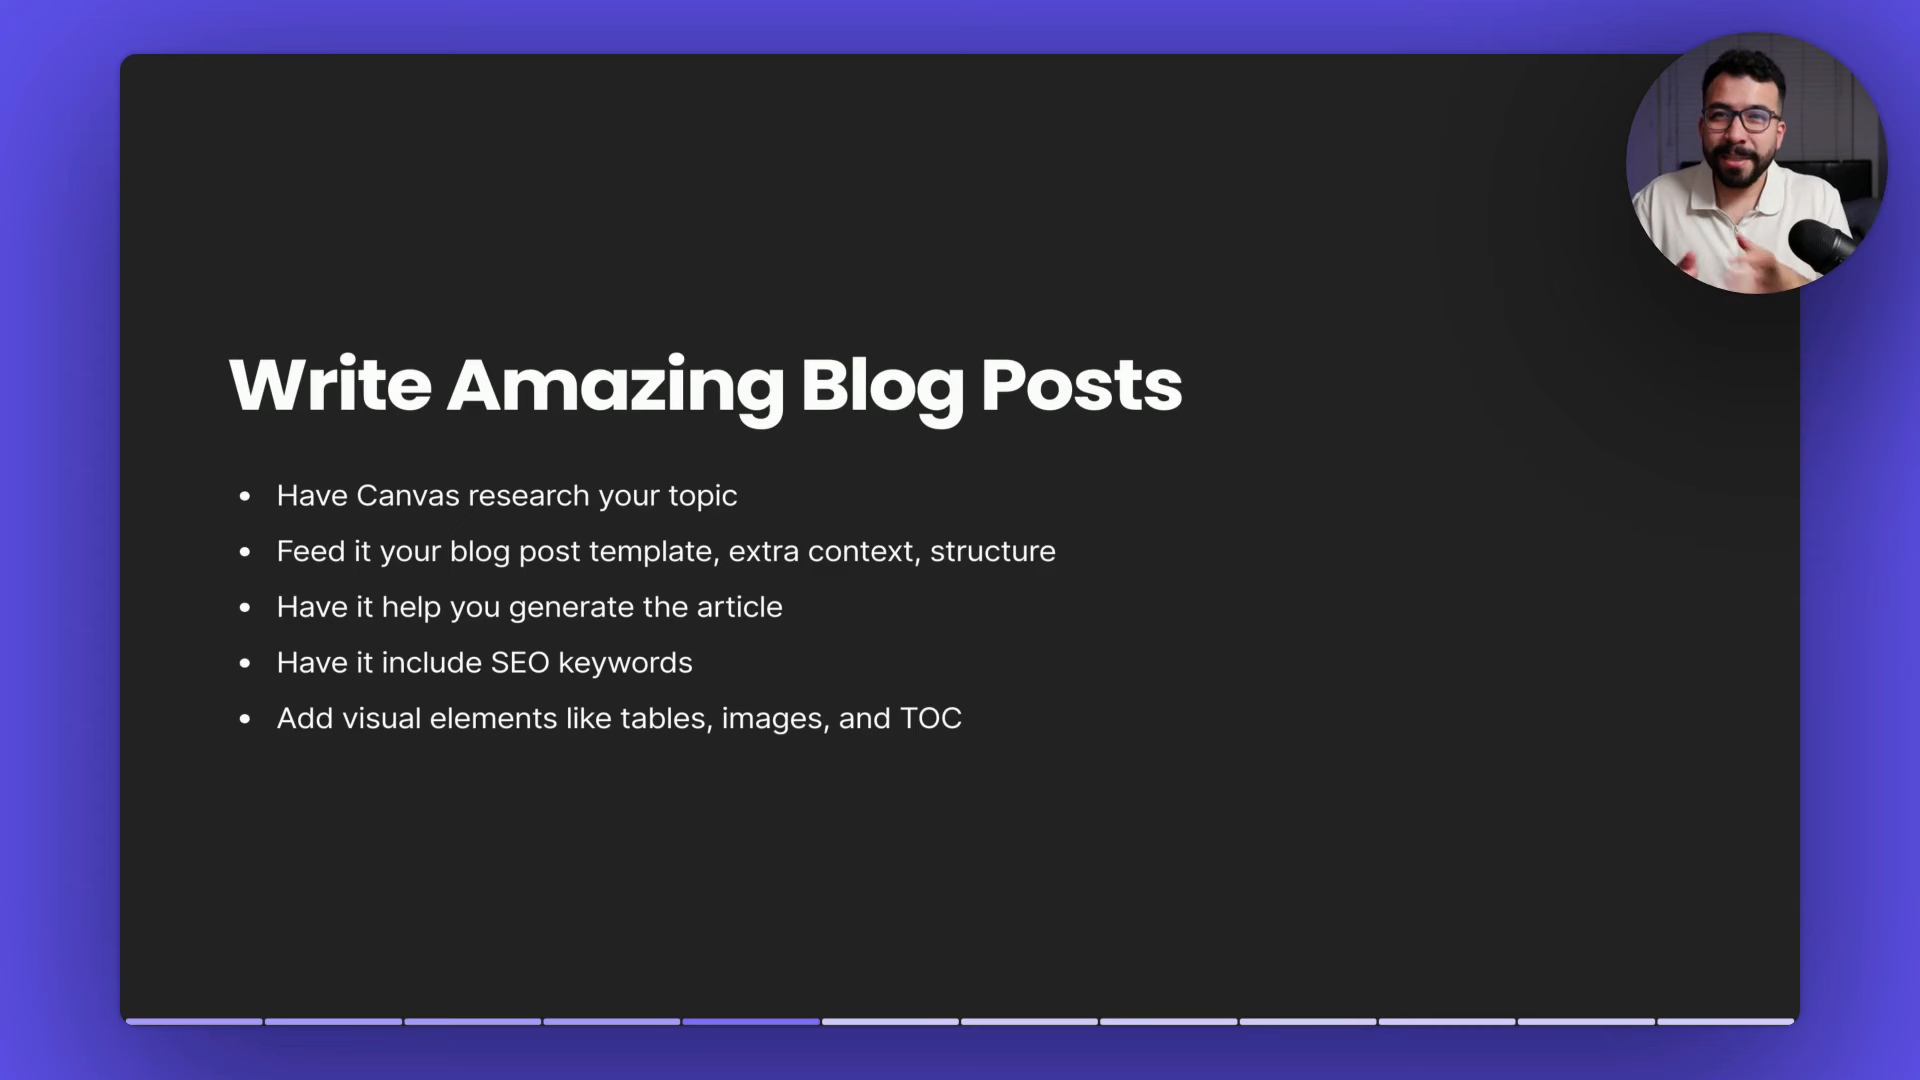 Write Amazing Blog Posts
• Have Canvas research your topic
• Feed it your blog post template, extra context, structure
• Have it help you generate the article
• Have it include SEO keywords
• Add visual elements like tables, images, and TOC